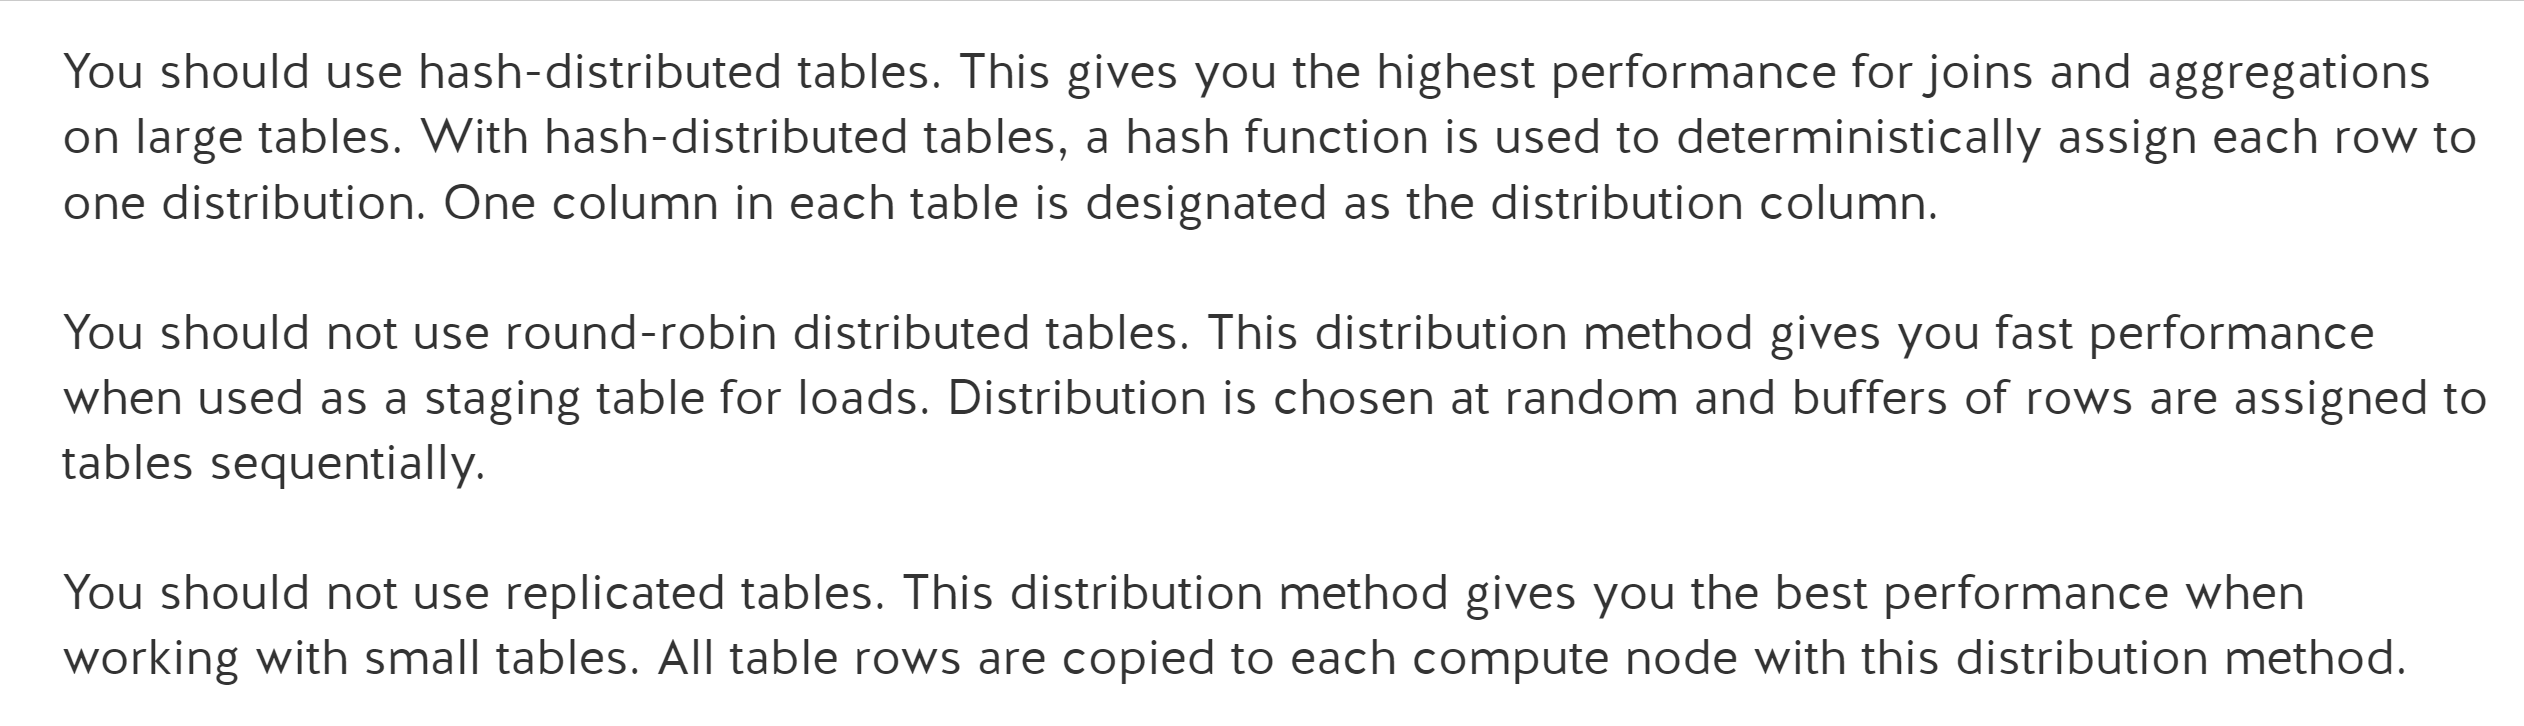 You should use hash-distributed tables. This gives you the highest performance for joins and aggregations
on large tables. With hash-distributed tables, a hash function is used to deterministically assign each row to
one distribution. One column in each table is designated as the distribution column.
You should not use round-robin distributed tables. This distribution method gives you fast performance
when used as a staging table for loads. Distribution is chosen at random and buffers of rows are assigned to
tables sequentially.
You should not use replicated tables. This distribution method gives you the best performance when
working with small tables. All table rows are copied to each compute node with this distribution method.